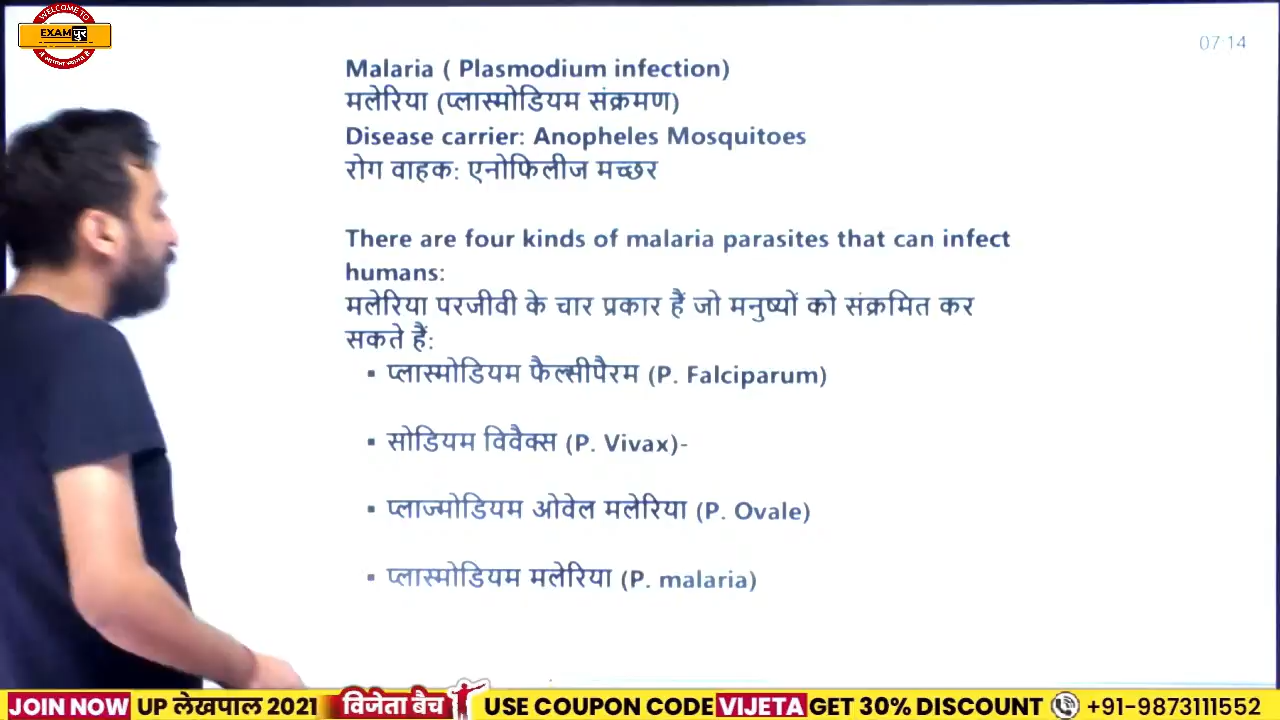 WELCOME TO
EXAM पुर
07:14
Malaria ( Plasmodium infection)
मलेरिया (प्लास्मोडियम संक्रमण)
Disease carrier: Anopheles Mosquitoes
रोग वाहक: एनोफिलीज मच्छर
There are four kinds of malaria parasites that can infect
humans:
मलेरिया परजीवी के चार प्रकार हैं जो मनुष्यों को संक्रमित कर
सकते हैं:
▪ प्लास्मोडियम फैल्सीपैरम (P. Falciparum)
▪ सोडियम विवैक्स (P. Vivax)-
▪ प्लाज्मोडियम ओवेल मलेरिया (P. Ovale)
▪ प्लास्मोडियम मलेरिया (P. malaria)
JOIN NOW UP लेखपाल 2021 विजेता बैच USE COUPON CODE VIJETA GET 30% DISCOUNT +91-9873111552